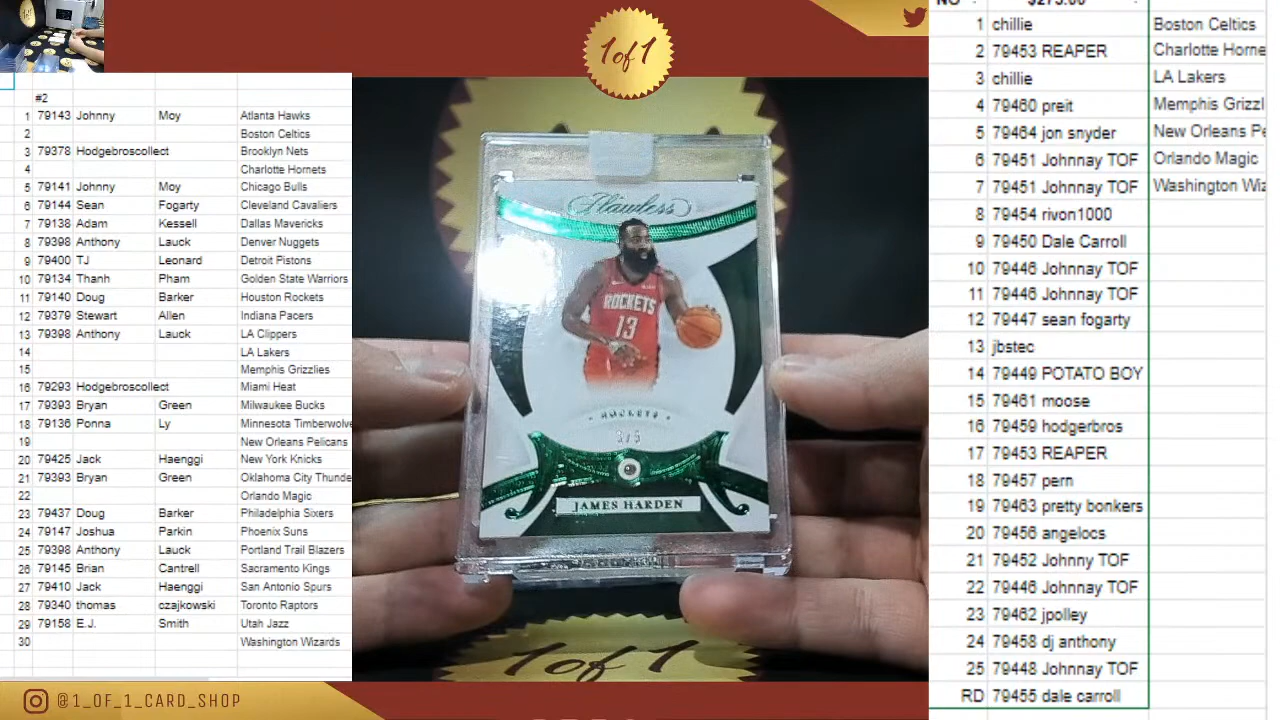 #2
1 79143 Johnny Moy Atlanta Hawks
2 Boston Celtics
3 79378 Hodgebroscollect Brooklyn Nets
4 Charlotte Hornets
5 79141 Johnny Moy Chicago Bulls
6 79144 Sean Fogarty Cleveland Cavaliers
7 79138 Adam Kessell Dallas Mavericks
8 79398 Anthony Lauck Denver Nuggets
9 79400 TJ Leonard Detroit Pistons
10 79134 Thanh Pham Golden State Warriors
11 79140 Doug Barker Houston Rockets
12 79379 Stewart Allen Indiana Pacers
13 79398 Anthony Lauck LA Clippers
14 LA Lakers
15 Memphis Grizzlies
16 79293 Hodgebroscollect Miami Heat
17 79393 Bryan Green Milwaukee Bucks
18 79136 Ponna Ly Minnesota Timberwolve
19 New Orleans Pelicans
20 79425 Jack Haenggi New York Knicks
21 79393 Bryan Green Oklahoma City Thunde
22 Orlando Magic
23 79437 Doug Barker Philadelphia Sixers
24 79147 Joshua Parkin Phoenix Suns
25 79398 Anthony Lauck Portland Trail Blazers
26 79145 Brian Cantrell Sacramento Kings
27 79410 Jack Haenggi San Antonio Spurs
28 79340 thomas czajkowski Toronto Raptors
29 79158 E.J. Smith Utah Jazz
30 Washington Wizards
@1_OF_1_CARD_SHOP
1 of 1
Flawless
ROCKETS
13
ROCKETS
JAMES HARDEN
1 of 1
NO $275.00
1 chillie Boston Celtics
2 79453 REAPER Charlotte Horne
3 chillie LA Lakers
4 79460 preit Memphis Grizzl
5 79464 jon snyder New Orleans Pe
6 79451 Johnnay TOF Orlando Magic
7 79451 Johnnay TOF Washington Wiz
8 79454 rivon1000
9 79450 Dale Carroll
10 79446 Johnnay TOF
11 79446 Johnnay TOF
12 79447 sean fogarty
13 jbstec
14 79449 POTATO BOY
15 79461 moose
16 79459 hodgerbros
17 79453 REAPER
18 79457 pern
19 79463 pretty bonkers
20 79456 angelocs
21 79452 Johnny TOF
22 79446 Johnnay TOF
23 79462 jpolley
24 79458 dj anthony
25 79448 Johnnay TOF
RD 79455 dale carroll